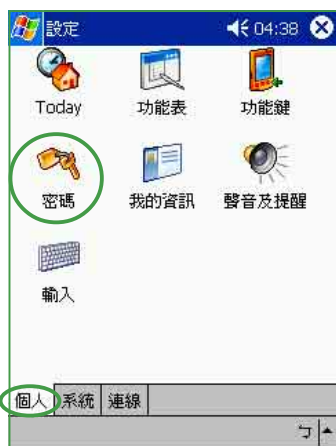 設定 04:38
Today 功能表 功能鍵
密碼 我的資訊 聲音及提醒
輸入
個人 系統 連線
ㄅ